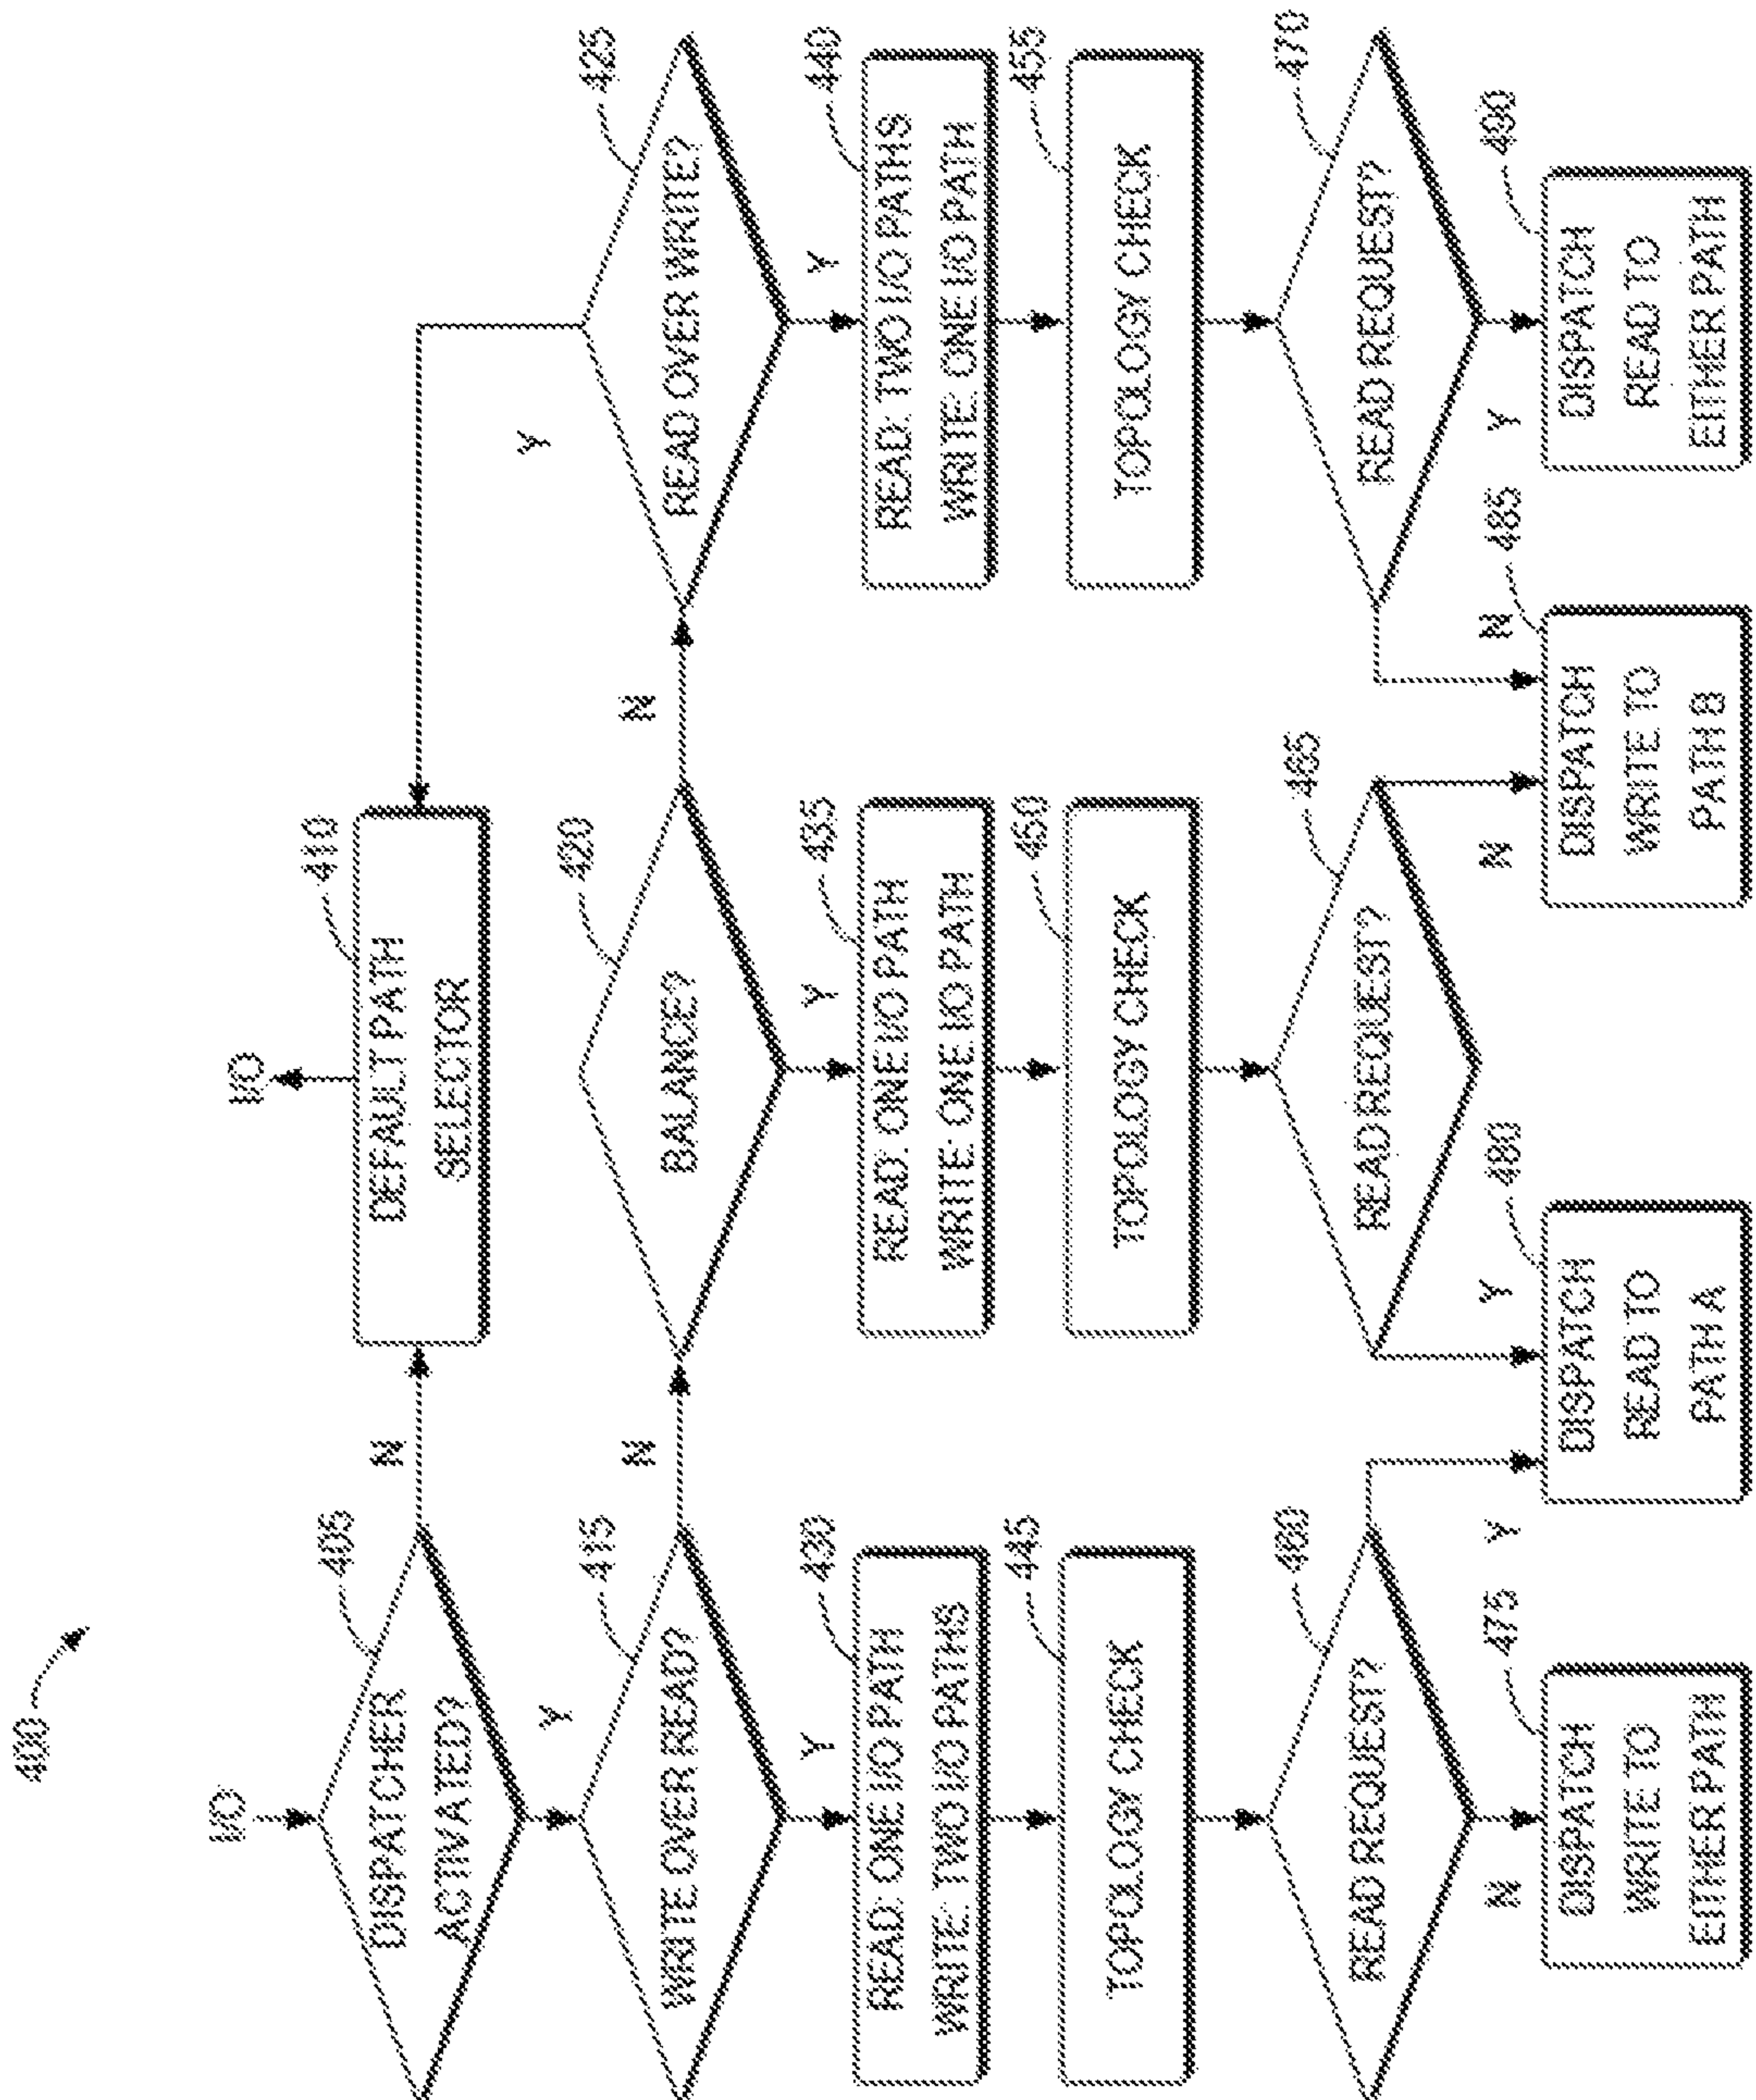 400
I/O
DISPATCHER
ACTIVATED?
405
N
I/O
DEFAULT PATH
SELECTOR
410
Y
Y
WRITE OVER READ?
415
N
BALANCE?
420
N
READ OVER WRITE?
425
Y
READ: ONE I/O PATH
WRITE: TWO I/O PATHS
430
Y
READ: ONE I/O PATH
WRITE: ONE I/O PATH
435
Y
READ: TWO I/O PATHS
WRITE: ONE I/O PATH
440
TOPOLOGY CHECK
445
TOPOLOGY CHECK
450
TOPOLOGY CHECK
455
READ REQUEST?
460
READ REQUEST?
465
READ REQUEST?
470
N
Y
Y
N
N
Y
DISPATCH
WRITE TO
EITHER PATH
475
DISPATCH
READ TO
PATH A
480
DISPATCH
WRITE TO
PATH B
485
DISPATCH
READ TO
EITHER PATH
490